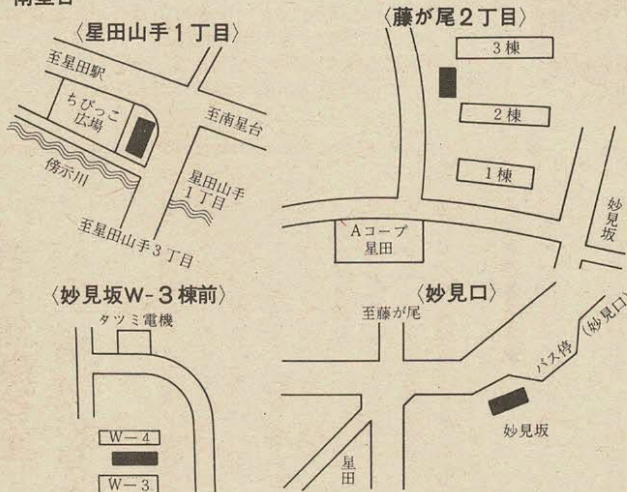 〈星田山手1丁目〉
至星田駅
ちびっこ
広場
至南星台
傍示川
星田山手
1丁目
至星田山手3丁目
〈藤が尾2丁目〉
3棟
2棟
1棟
妙見坂
Aコープ
星田
〈妙見坂W-3棟前〉
タツミ電機
W-4
W-3
〈妙見口〉
至藤が尾
バス停(妙見口)
妙見坂
星田